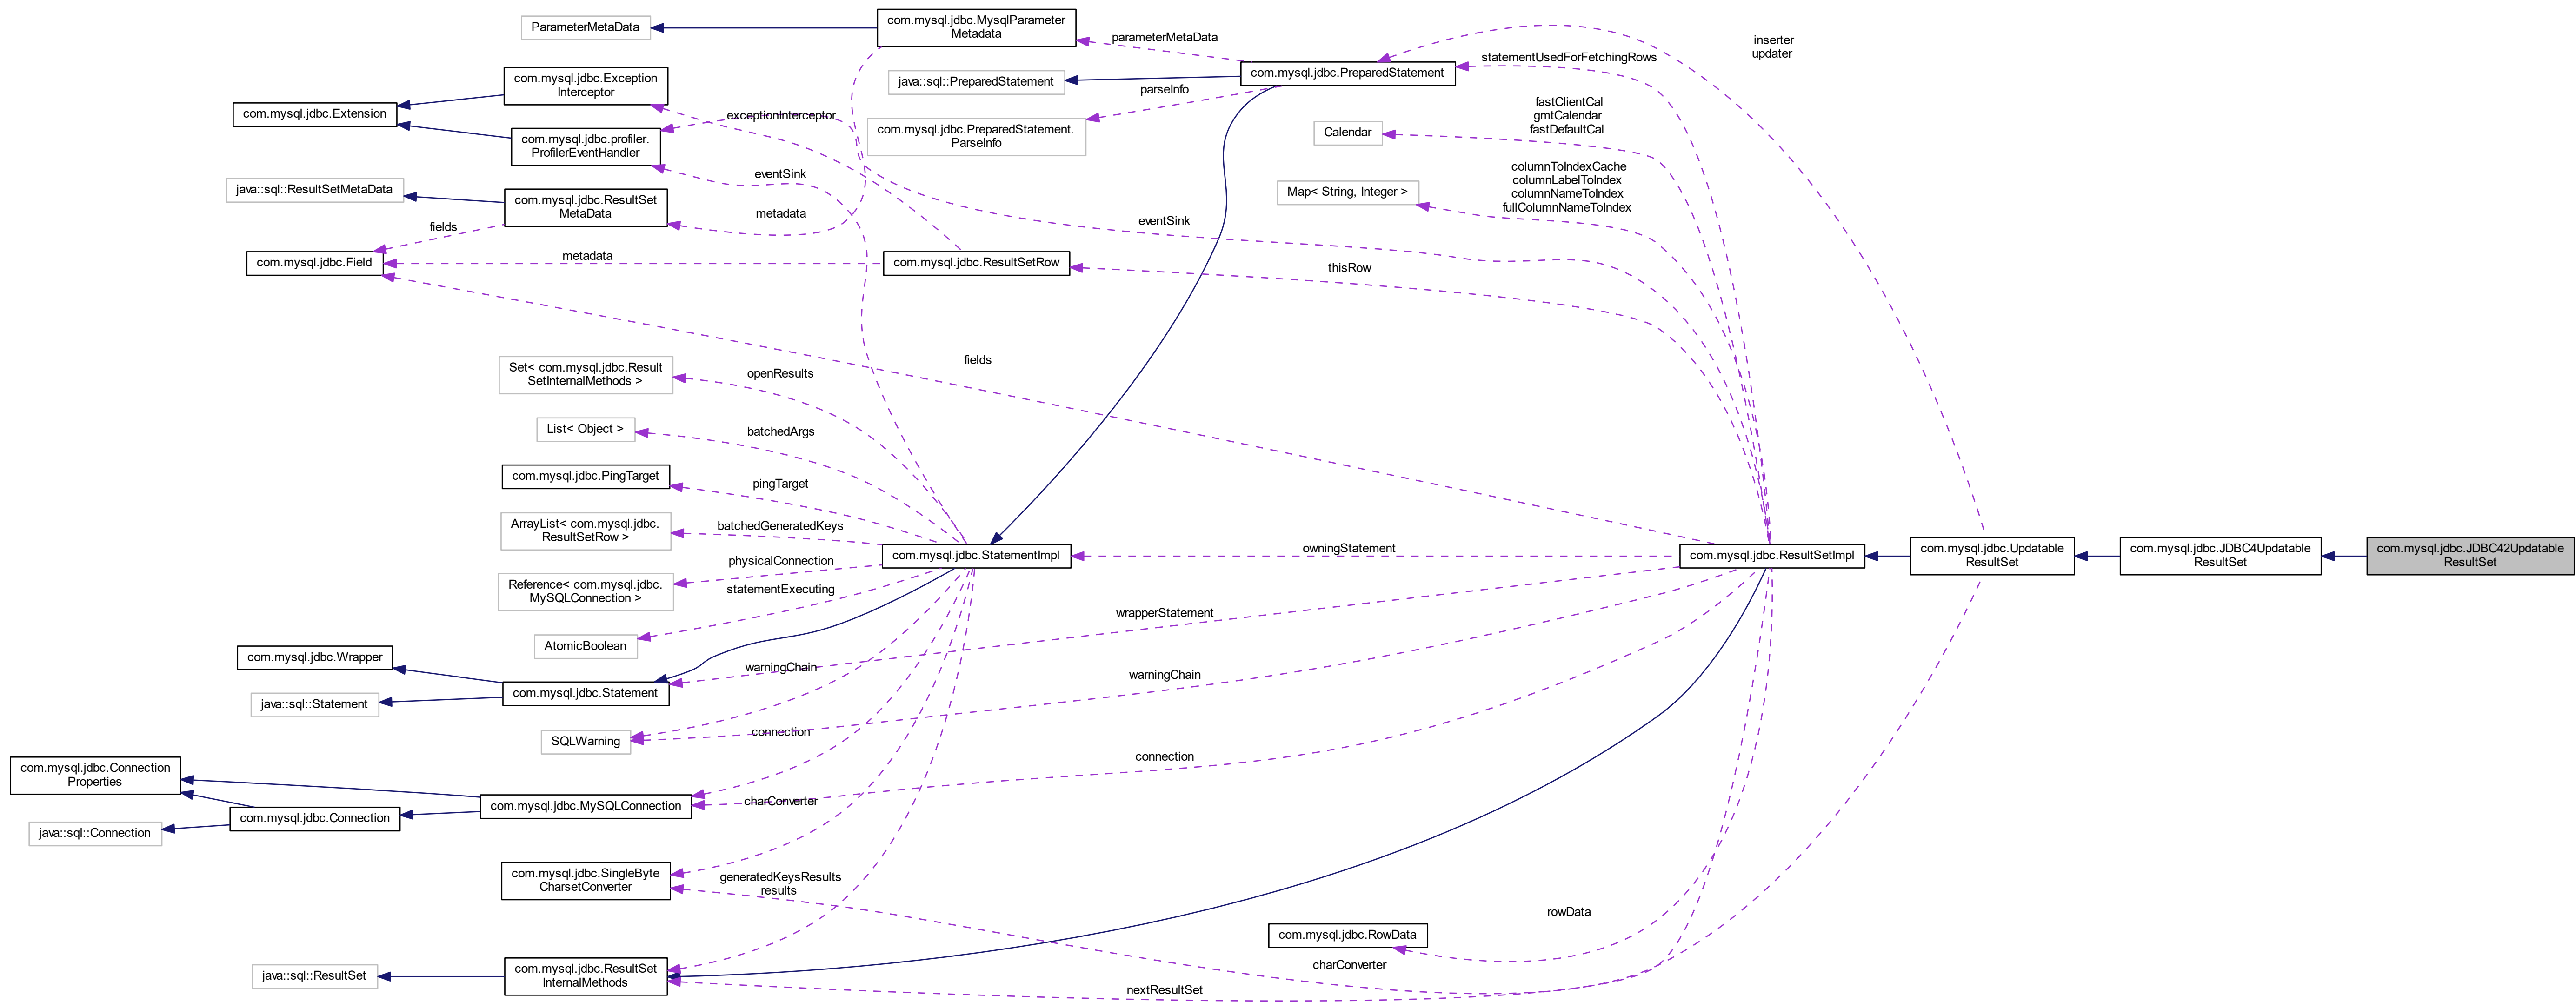 ParameterMetaData
com.mysql.jdbc.MysqlParameter
Metadata
parameterMetaData
inserter
updater
statementUsedForFetchingRows
com.mysql.jdbc.Exception
Interceptor
java::sql::PreparedStatement
com.mysql.jdbc.PreparedStatement
parseInfo
fastClientCal
gmtCalendar
fastDefaultCal
Calendar
com.mysql.jdbc.Extension
exceptionInterceptor
com.mysql.jdbc.profiler.
ProfilerEventHandler
com.mysql.jdbc.PreparedStatement.
ParseInfo
eventSink
columnToIndexCache
columnLabelToIndex
columnNameToIndex
fullColumnNameToIndex
Map< String, Integer >
java::sql::ResultSetMetaData
com.mysql.jdbc.ResultSet
MetaData
metadata
eventSink
fields
com.mysql.jdbc.Field
metadata
com.mysql.jdbc.ResultSetRow
thisRow
fields
Set< com.mysql.jdbc.Result
SetInternalMethods >
openResults
List< Object >
batchedArgs
com.mysql.jdbc.PingTarget
pingTarget
ArrayList< com.mysql.jdbc.
ResultSetRow >
batchedGeneratedKeys
com.mysql.jdbc.StatementImpl
owningStatement
com.mysql.jdbc.ResultSetImpl
com.mysql.jdbc.Updatable
ResultSet
com.mysql.jdbc.JDBC4Updatable
ResultSet
com.mysql.jdbc.JDBC42Updatable
ResultSet
physicalConnection
Reference< com.mysql.jdbc.
MySQLConnection >
statementExecuting
wrapperStatement
AtomicBoolean
com.mysql.jdbc.Wrapper
warningChain
warningChain
com.mysql.jdbc.Statement
java::sql::Statement
SQLWarning
connection
connection
com.mysql.jdbc.Connection
Properties
com.mysql.jdbc.MySQLConnection
charConverter
com.mysql.jdbc.Connection
java::sql::Connection
com.mysql.jdbc.SingleByte
CharsetConverter
generatedKeysResults
results
rowData
com.mysql.jdbc.RowData
charConverter
java::sql::ResultSet
com.mysql.jdbc.ResultSet
InternalMethods
nextResultSet